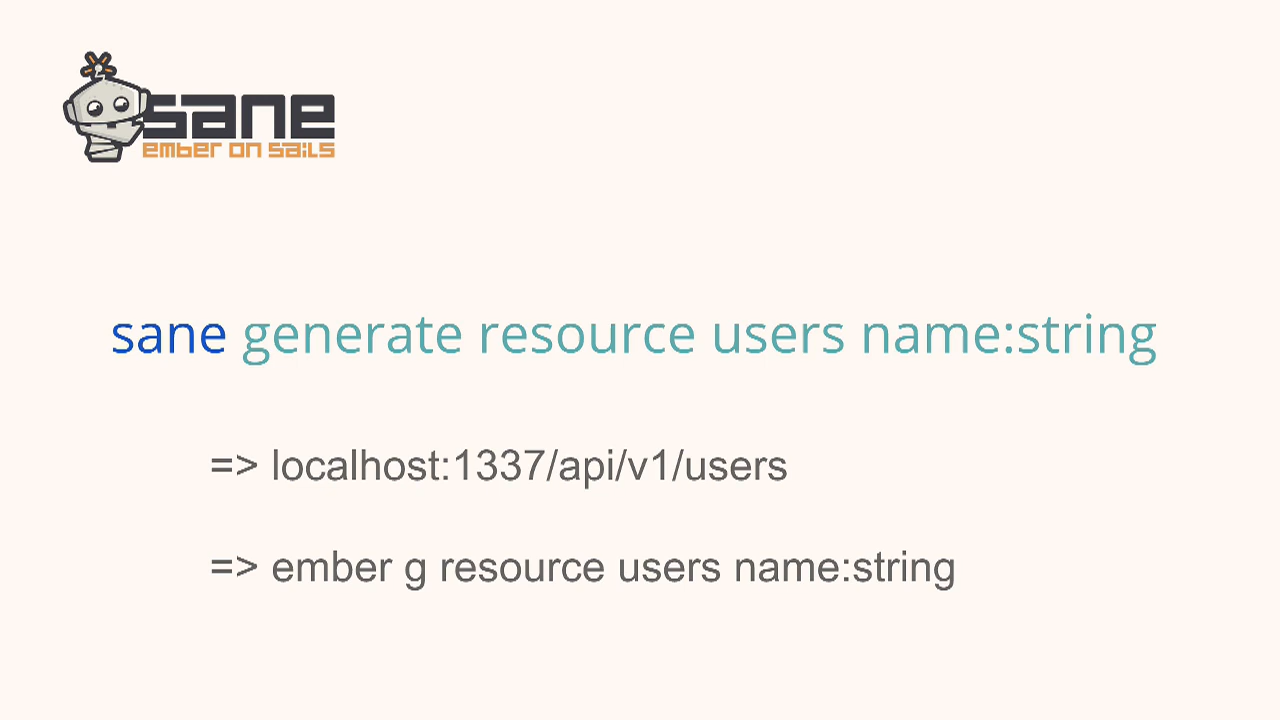 sane
ember on sails
sane generate resource users name:string
=> localhost:1337/api/v1/users
=> ember g resource users name:string